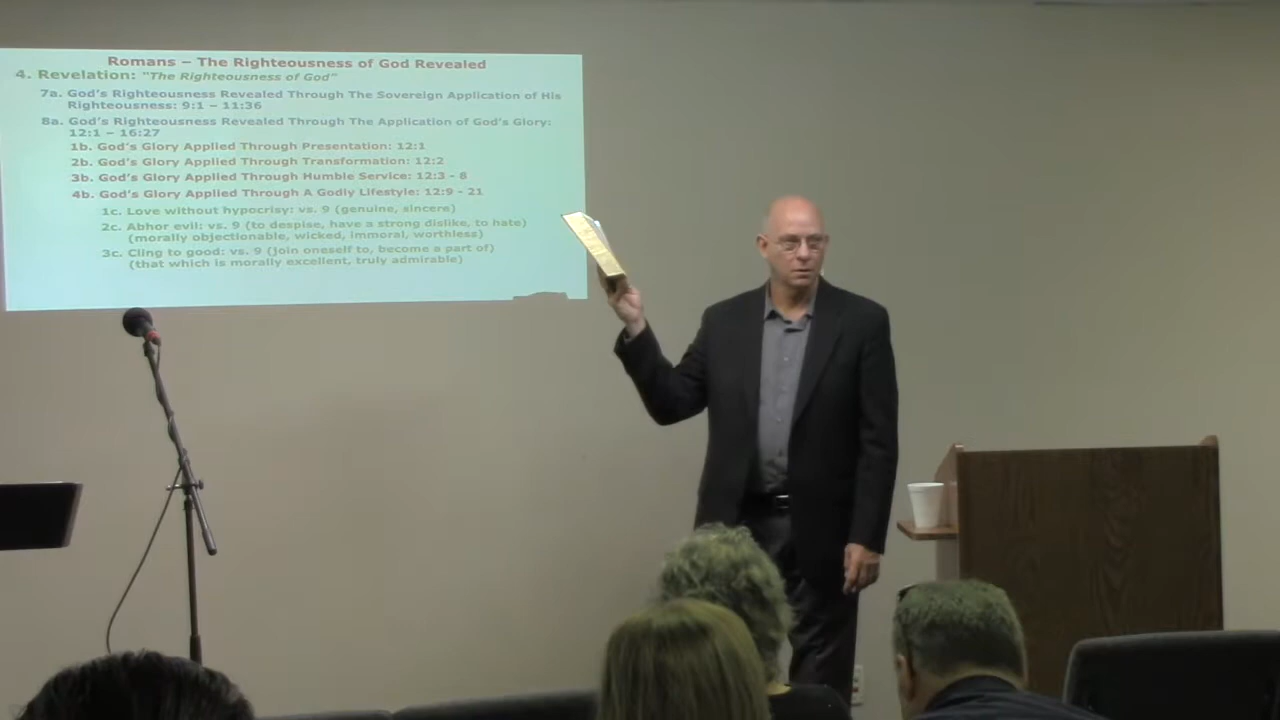 Romans – The Righteousness of God Revealed
4. Revelation: "The Righteousness of God"
7a. God's Righteousness Revealed Through The Sovereign Application of His
Righteousness: 9:1 – 11:36
8a. God's Righteousness Revealed Through The Application of God's Glory:
12:1 – 16:27
1b. God's Glory Applied Through Presentation: 12:1
2b. God's Glory Applied Through Transformation: 12:2
3b. God's Glory Applied Through Humble Service: 12:3 - 8
4b. God's Glory Applied Through A Godly Lifestyle: 12:9 - 21
1c. Love without hypocrisy: vs. 9 (genuine, sincere)
2c. Abhor evil: vs. 9 (to despise, have a strong dislike, to hate)
(morally objectionable, wicked, immoral, worthless)
3c. Cling to good: vs. 9 (join oneself to, become a part of)
(that which is morally excellent, truly admirable)